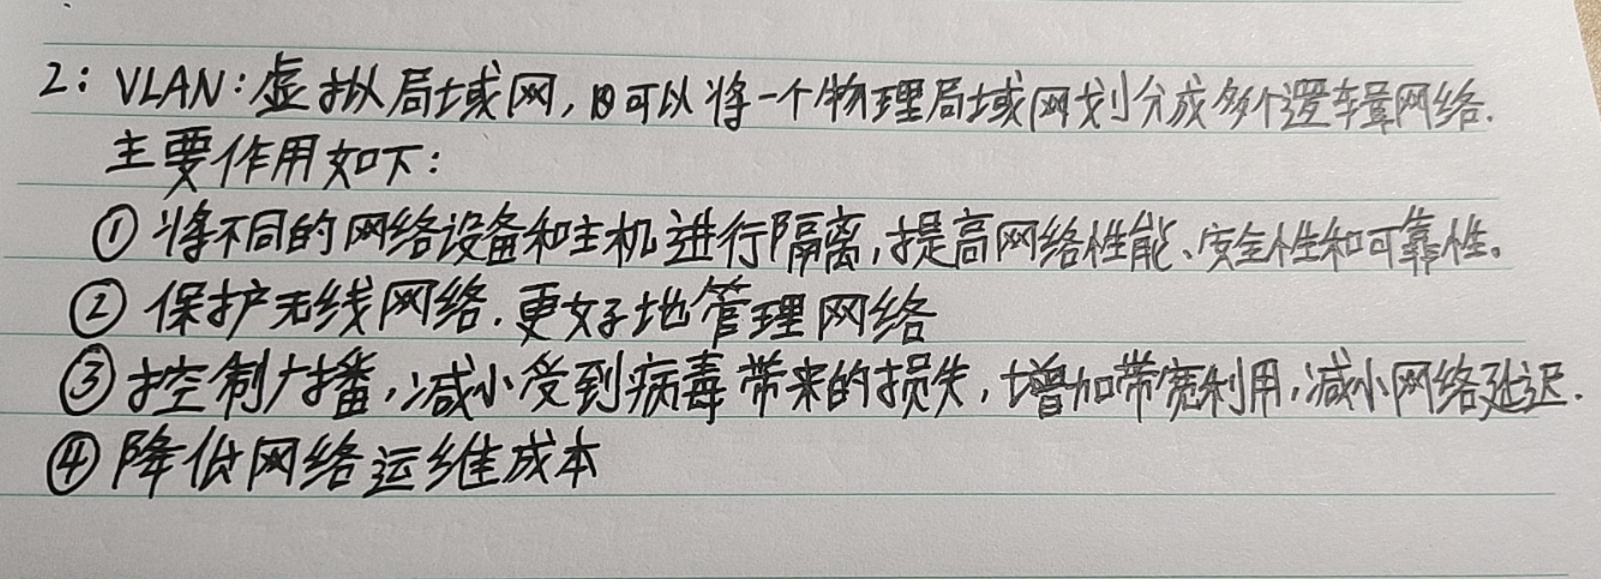 2: VLAN:虚拟局域网,可以将一个物理局域网划分成多个逻辑网络.
主要作用如下:
① 将不同的网络设备和主机进行隔离,提高网络性能、安全性和可靠性。
② 保护无线网络.更好地管理网络
③ 控制广播,减小受到病毒带来的损失,增加带宽利用,减小网络延迟.
④ 降低网络运维成本